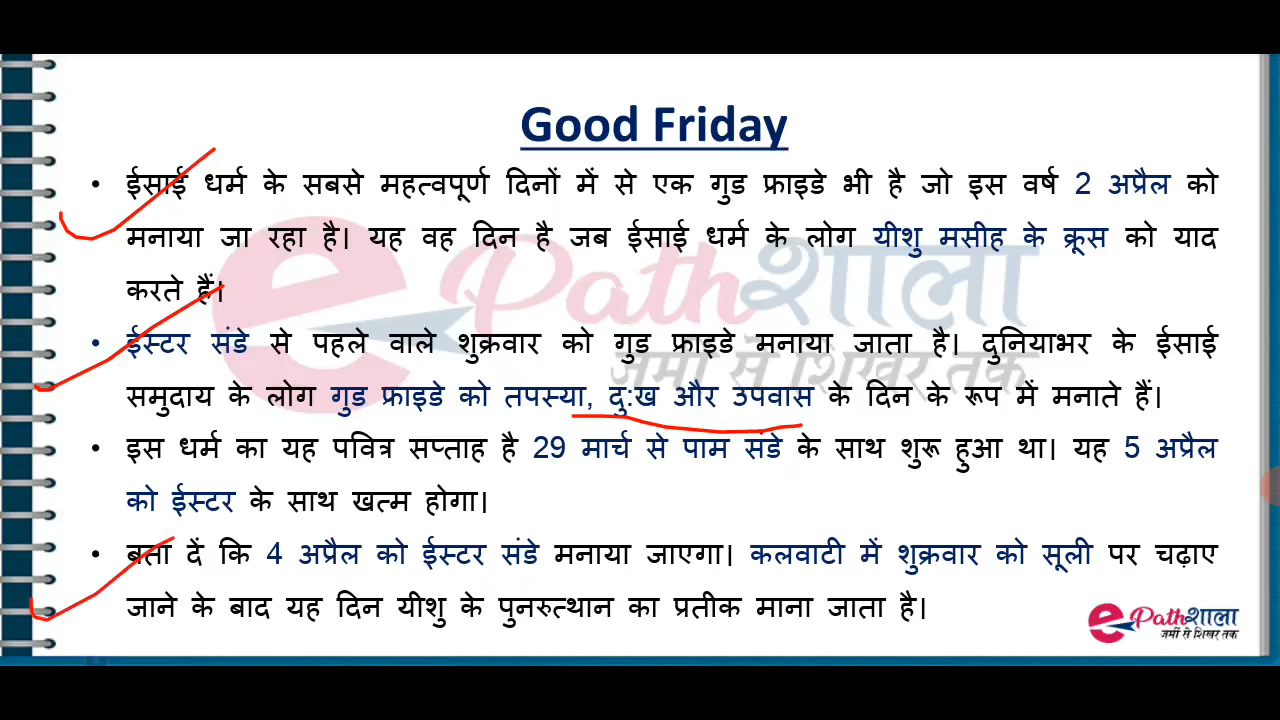 Good Friday
• ईसाई धर्म के सबसे महत्वपूर्ण दिनों में से एक गुड फ्राइडे भी है जो इस वर्ष 2 अप्रैल को
मनाया जा रहा है। यह वह दिन है जब ईसाई धर्म के लोग यीशु मसीह के क्रूस को याद
करते हैं।
• ईस्टर संडे से पहले वाले शुक्रवार को गुड फ्राइडे मनाया जाता है। दुनियाभर के ईसाई
समुदाय के लोग गुड फ्राइडे को तपस्या, दु:ख और उपवास के दिन के रूप में मनाते हैं।
• इस धर्म का यह पवित्र सप्ताह है 29 मार्च से पाम संडे के साथ शुरू हुआ था। यह 5 अप्रैल
को ईस्टर के साथ खत्म होगा।
• बता दें कि 4 अप्रैल को ईस्टर संडे मनाया जाएगा। कलवाटी में शुक्रवार को सूली पर चढ़ाए
जाने के बाद यह दिन यीशु के पुनरुत्थान का प्रतीक माना जाता है।
ePathशाला
जमीं से शिखर तक
ePathशाला
जमीं से शिखर तक